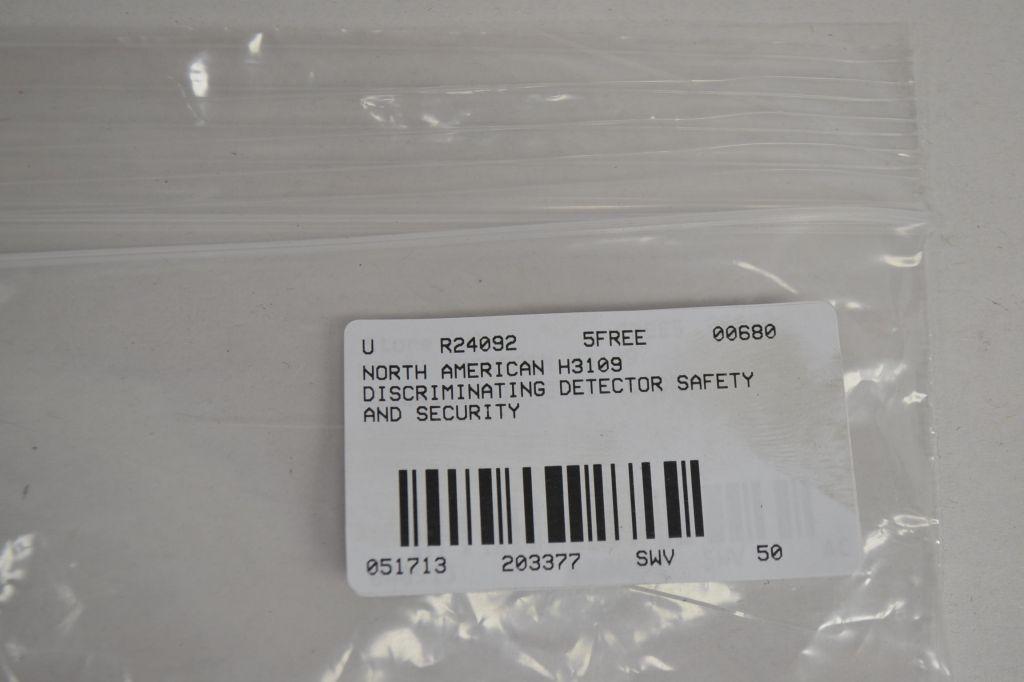 U R24092 5FREE 00680
NORTH AMERICAN H3109
DISCRIMINATING DETECTOR SAFETY
AND SECURITY
051713 203377 SWV 50